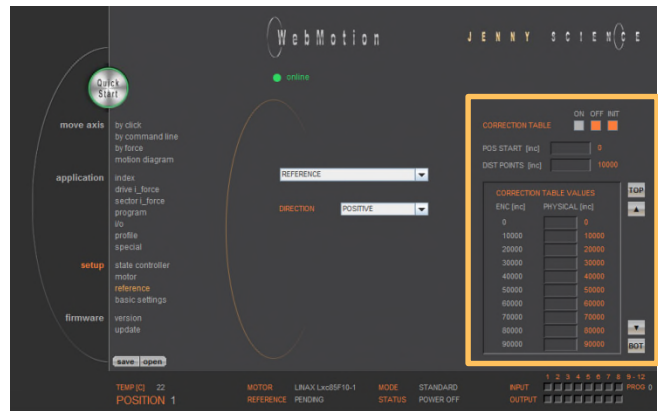 WebMotion
JENNY SCIENCE
online
Quick
Start
move axis
by click
by command line
by force
motion diagram
application
index
drive i_force
sector i_force
program
i/o
profile
special
setup
state controller
motor
reference
basic settings
firmware
version
update
save open
REFERENCE
DIRECTION POSITIVE
ON OFF INIT
CORRECTION TABLE
POS START [inc] 0
DIST POINTS [inc] 10000
CORRECTION TABLE VALUES
TOP
ENC [inc] PHYSICAL [inc]
0 0
10000 10000
20000 20000
30000 30000
40000 40000
50000 50000
60000 60000
70000 70000
80000 80000
90000 90000
BOT
TEMP [C] 22
POSITION 1
MOTOR LINAX Lxc85F10-1
REFERENCE PENDING
MODE STANDARD
STATUS POWER OFF
1 2 3 4 5 6 7 8 9-12
INPUT PROG 0
OUTPUT